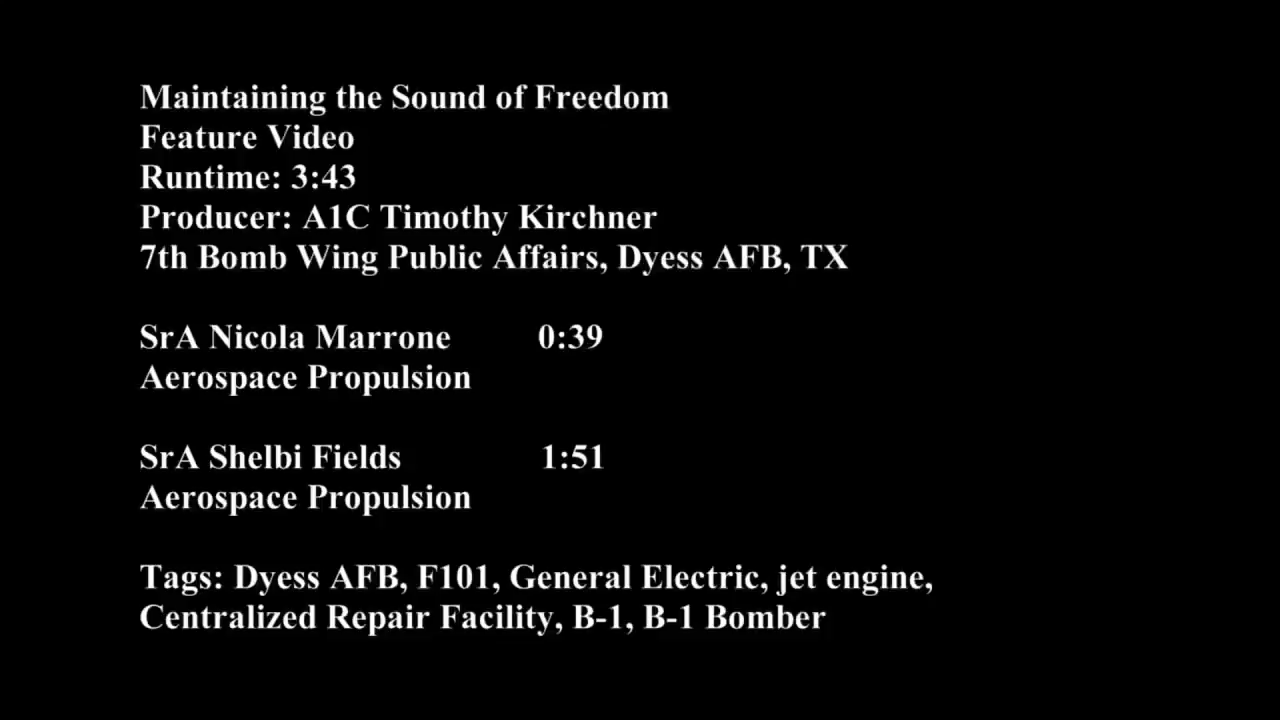 Maintaining the Sound of Freedom
Feature Video
Runtime: 3:43
Producer: A1C Timothy Kirchner
7th Bomb Wing Public Affairs, Dyess AFB, TX
SrA Nicola Marrone 0:39
Aerospace Propulsion
SrA Shelbi Fields 1:51
Aerospace Propulsion
Tags: Dyess AFB, F101, General Electric, jet engine,
Centralized Repair Facility, B-1, B-1 Bomber